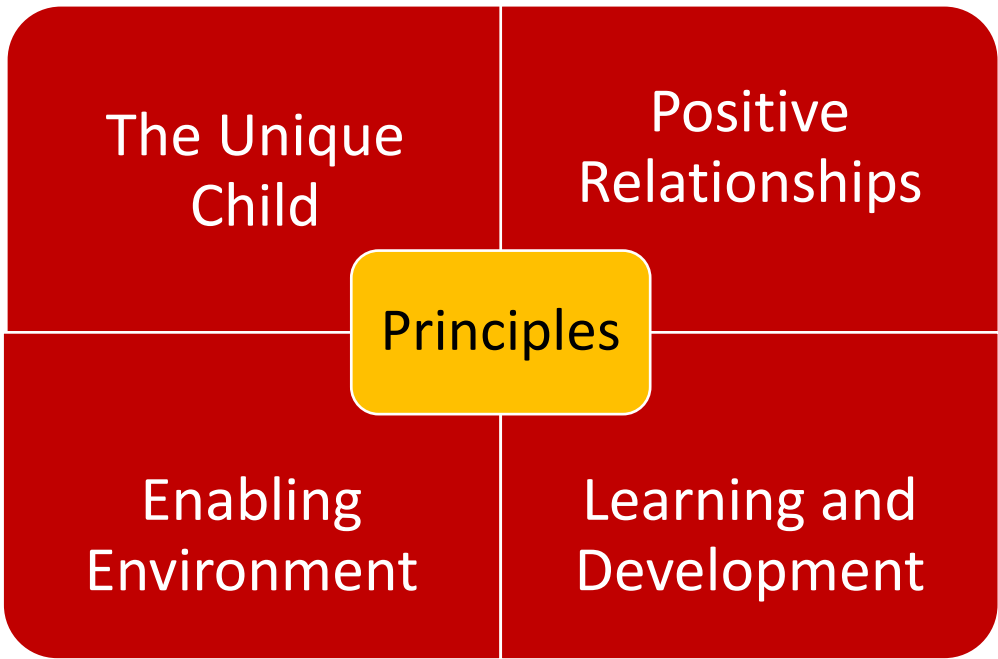 The Unique
Child
Positive
Relationships
Principles
Enabling
Environment
Learning and
Development